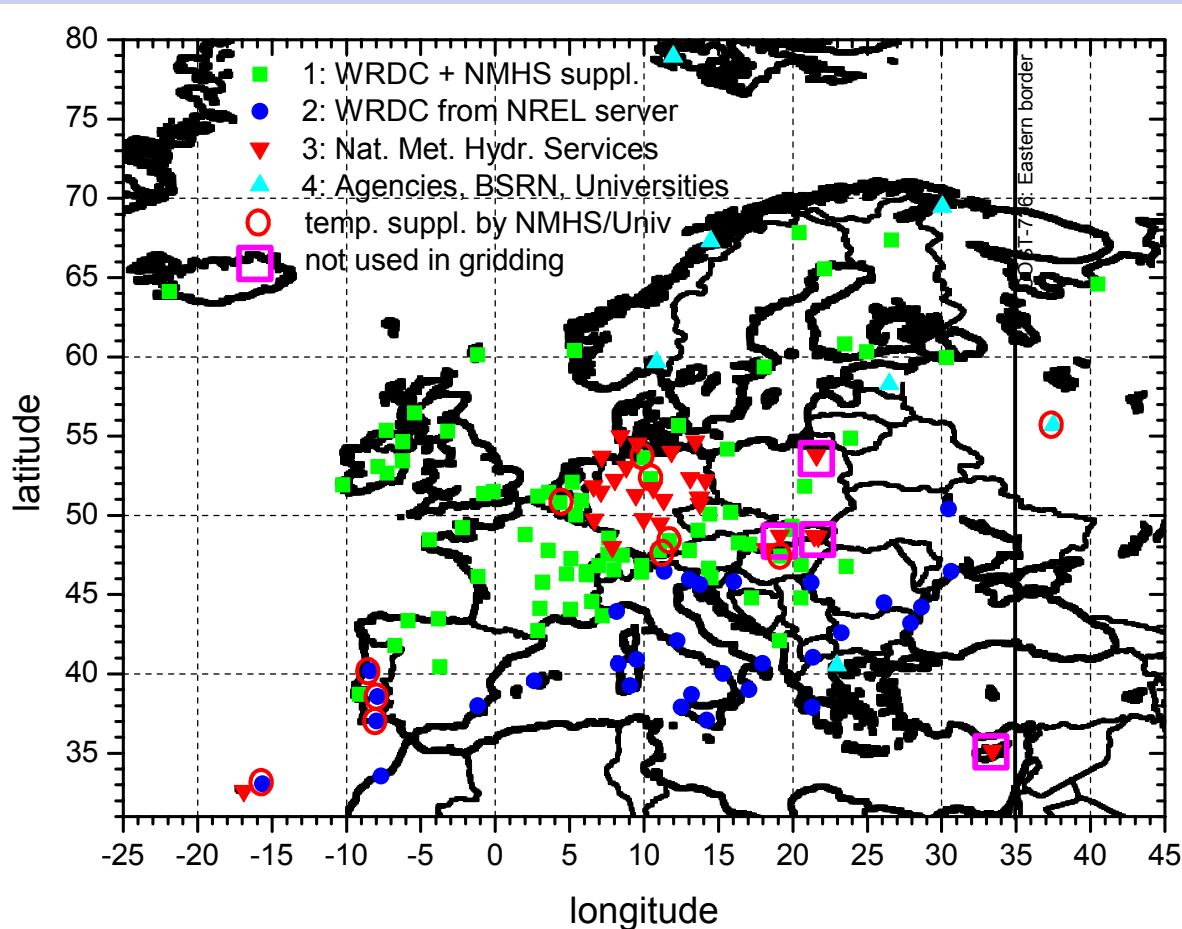 80
75
70
65
60
55
50
45
40
35
latitude
1: WRDC + NMHS suppl.
2: WRDC from NREL server
3: Nat. Met. Hydr. Services
4: Agencies, BSRN, Universities
temp. suppl. by NMHS/Univ
not used in gridding
Eastern border
-25 -20 -15 -10 -5 0 5 10 15 20 25 30 35 40 45
longitude